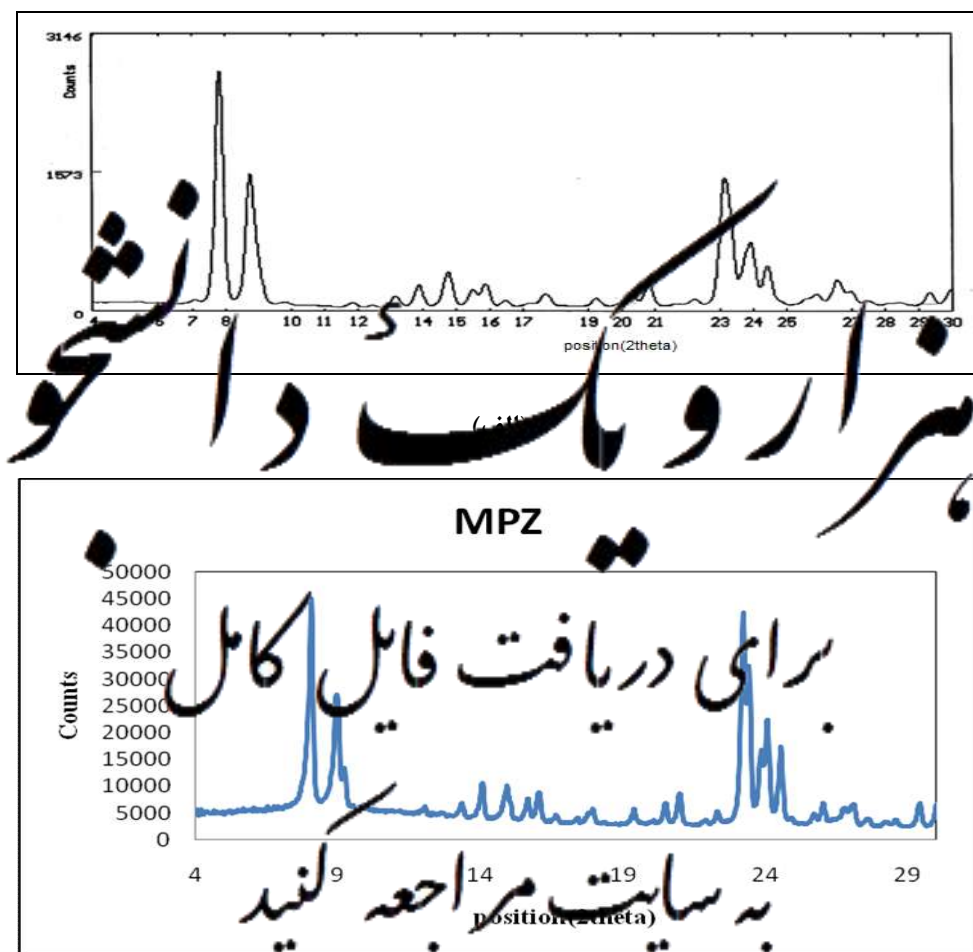 3146
Counts
1573
0
4 6 7 8 10 11 12 14 15 16 17 19 20 21 23 24 25 27 28 29 30
position(2theta)
هزار و یک دانشجو
MPZ
50000
45000
40000
35000
30000
25000
20000
15000
10000
5000
0
Counts
برای دریافت فایل کامل
4 9 14 19 24 29
position(2theta)
به سایت مراجعه کنید